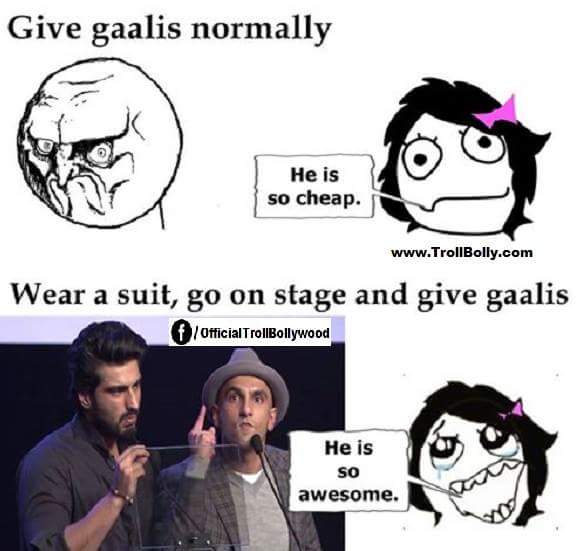 Give gaalis normally
He is
so cheap.
www.TrollBolly.com
Wear a suit, go on stage and give gaalis
f/OfficialTrollBollywood
He is
so
awesome.